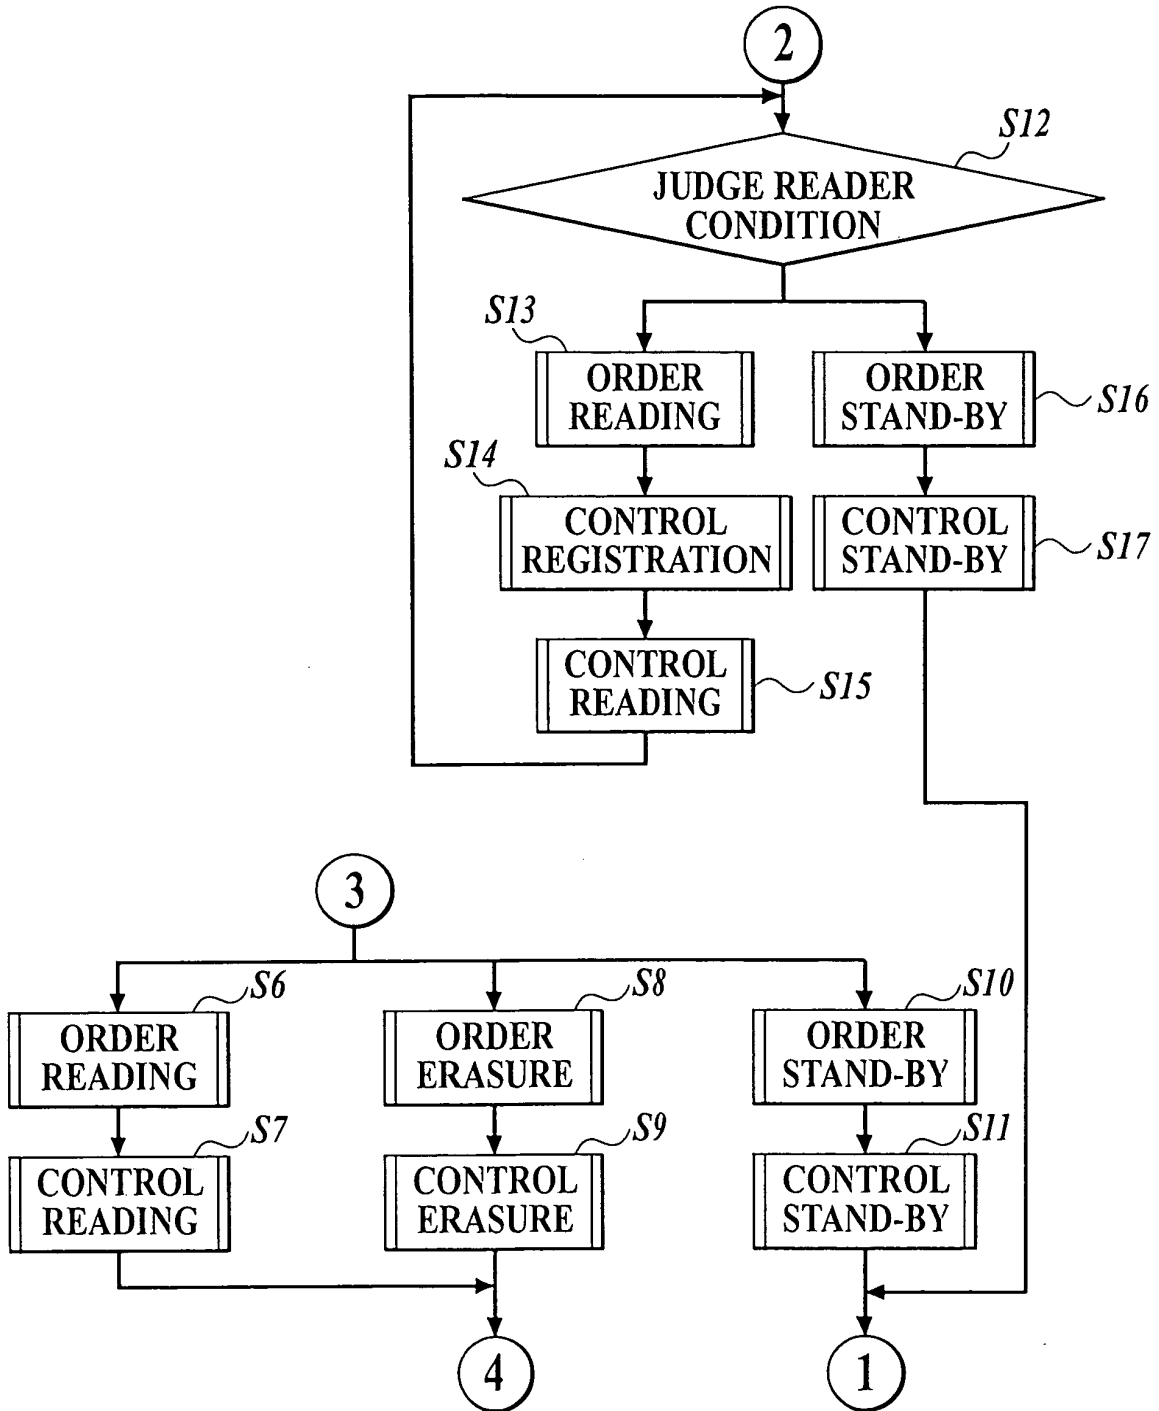 2
S12
JUDGE READER
CONDITION
S13
ORDER
READING
ORDER
STAND-BY
S16
S14
CONTROL
REGISTRATION
CONTROL
STAND-BY
S17
CONTROL
READING
S15
3
S6
ORDER
READING
S8
ORDER
ERASURE
S10
ORDER
STAND-BY
S7
CONTROL
READING
S9
CONTROL
ERASURE
S11
CONTROL
STAND-BY
4
1